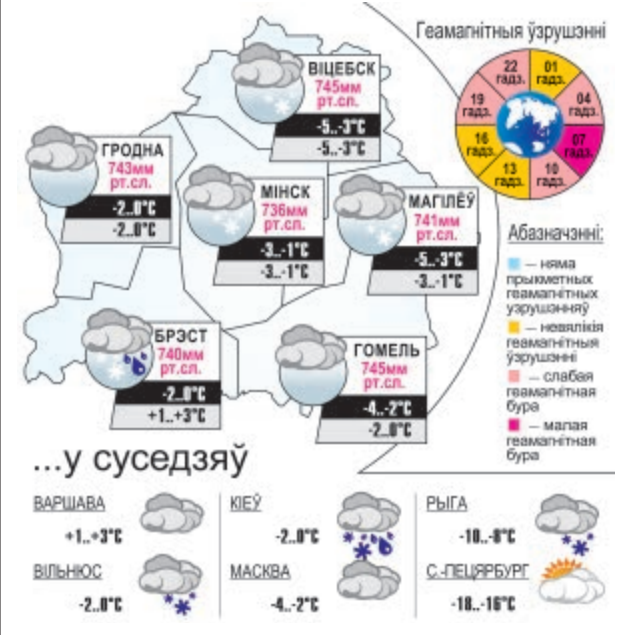 Геамагнітныя ўзрушэнні
22 гадз.
01 гадз.
04 гадз.
07 гадз.
10 гадз.
13 гадз.
16 гадз.
19 гадз.
ВІЦЕБСК
745мм
рт.сл.
-5..-3°C
-5..-3°C
ГРОДНА
743мм
рт.сл.
-2..0°C
-2..0°C
МІНСК
736мм
рт.сл.
-3..-1°C
-3..-1°C
МАГІЛЁЎ
741мм
рт.сл.
-5..-3°C
-3..-1°C
БРЭСТ
740мм
рт.сл.
-2..0°C
+1..+3°C
ГОМЕЛЬ
745мм
рт.сл.
-4..-2°C
-2..0°C
Абазначэнні:
– няма
прыкметных
геамагнітных
узрушэнняў
– невялікія
геамагнітныя
ўзрушэнні
– слабая
геамагнітная
бура
– малая
геамагнітная
бура
...у суседзяў
ВАРШАВА
+1..+3°C
КІЕЎ
-2..0°C
РЫГА
-10..-8°C
ВІЛЬНЮС
-2..0°C
МАСКВА
-4..-2°C
С.-ПЕЦЯРБУРГ
-18..-16°C